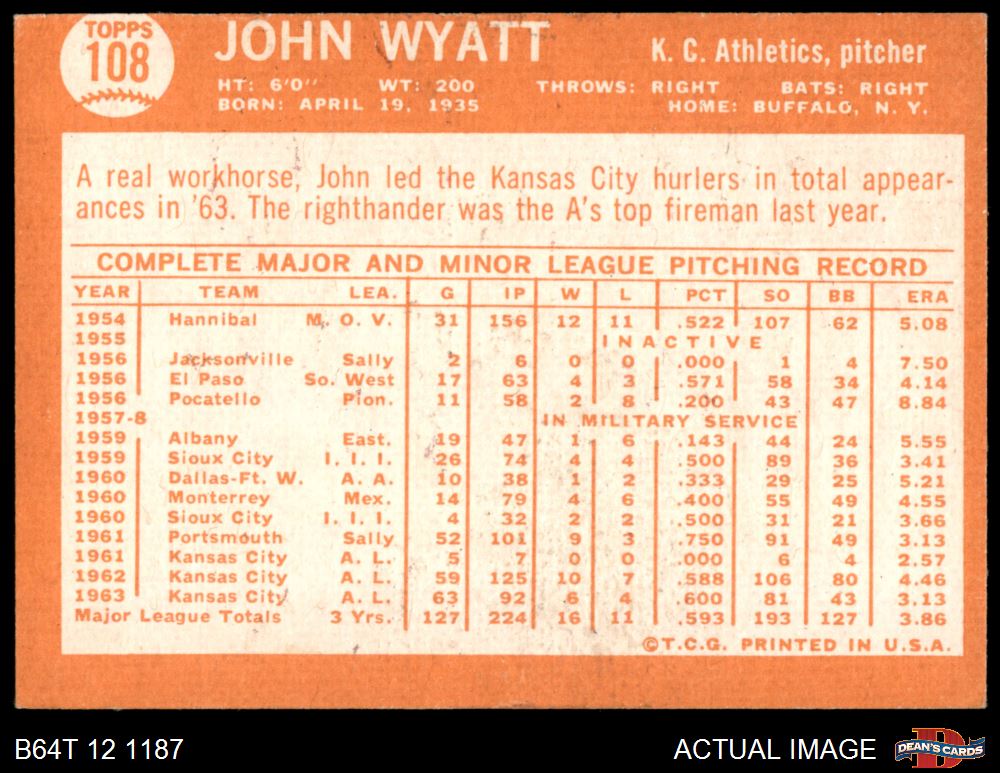 TOPPS
108
JOHN WYATT
K. C. Athletics, pitcher
HT: 6'0" WT: 200 THROWS: RIGHT BATS: RIGHT
BORN: APRIL 19, 1935 HOME: BUFFALO, N. Y.
A real workhorse, John led the Kansas City hurlers in total appear-
ances in '63. The righthander was the A's top fireman last year.
COMPLETE MAJOR AND MINOR LEAGUE PITCHING RECORD
YEAR TEAM LEA. G IP W L PCT SO BB ERA
1954 Hannibal M. O. V. 31 156 12 11 .522 107 62 5.08
1955 INACTIVE
1956 Jacksonville Sally 2 6 0 0 .000 1 4 7.50
1956 El Paso So. West 17 63 4 3 .571 58 34 4.14
1956 Pocatello Pion. 11 58 2 8 .200 43 47 8.84
1957-8 IN MILITARY SERVICE
1959 Albany East. 19 47 1 6 .143 44 24 5.55
1959 Sioux City I. I. I. 26 74 4 4 .500 89 36 3.41
1960 Dallas-Ft. W. A. A. 10 38 1 2 .333 29 25 5.21
1960 Monterrey Mex. 14 79 4 6 .400 55 49 4.55
1960 Sioux City I. I. I. 4 32 2 2 .500 31 21 3.66
1961 Portsmouth Sally 52 101 9 3 .750 91 49 3.13
1961 Kansas City A. L. 5 7 0 0 .000 6 4 2.57
1962 Kansas City A. L. 59 125 10 7 .588 106 80 4.46
1963 Kansas City A. L. 63 92 6 4 .600 81 43 3.13
Major League Totals 3 Yrs. 127 224 16 11 .593 193 127 3.86
©T.C.G. PRINTED IN U.S.A.
B64T 12 1187
ACTUAL IMAGE
D
DEAN'S CARDS